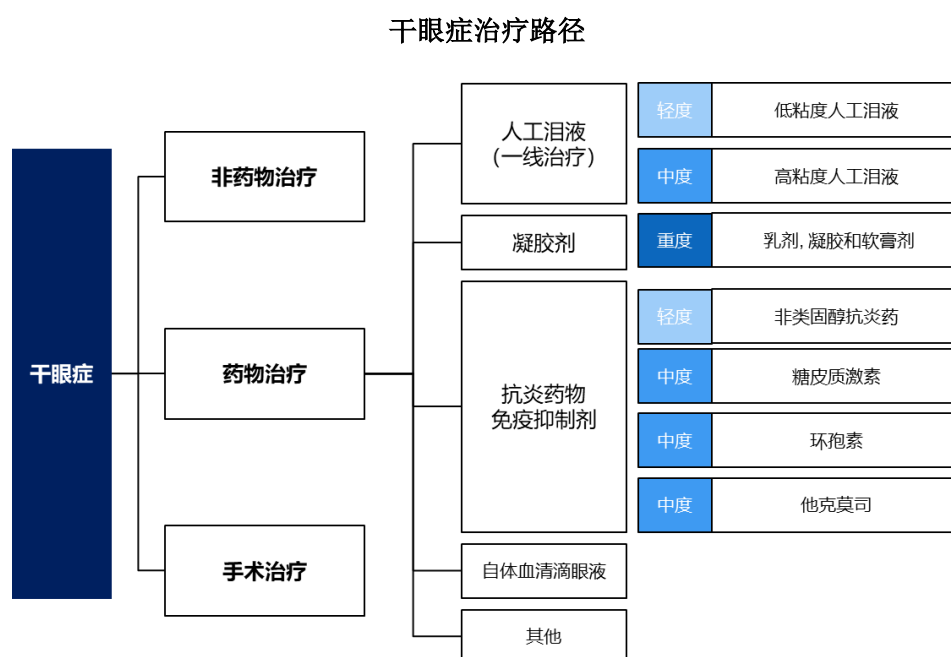 干眼症治疗路径
干眼症
非药物治疗
药物治疗
手术治疗
人工泪液
(一线治疗)
轻度
低粘度人工泪液
中度
高粘度人工泪液
凝胶剂
重度
乳剂, 凝胶和软膏剂
抗炎药物
免疫抑制剂
轻度
非类固醇抗炎药
中度
糖皮质激素
中度
环孢素
中度
他克莫司
自体血清滴眼液
其他